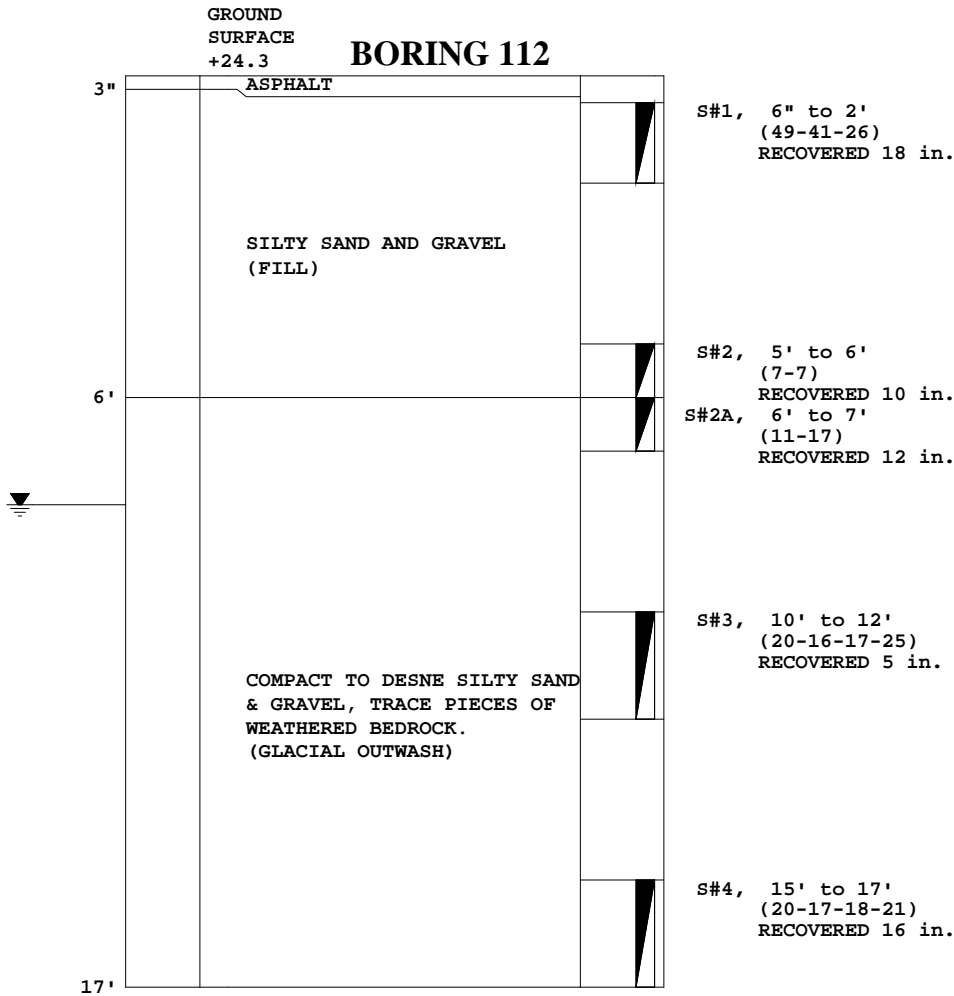 GROUND
SURFACE
+24.3
BORING 112
3"
ASPHALT
S#1, 6" to 2'
(49-41-26)
RECOVERED 18 in.
SILTY SAND AND GRAVEL
(FILL)
S#2, 5' to 6'
(7-7)
RECOVERED 10 in.
6'
S#2A, 6' to 7'
(11-17)
RECOVERED 12 in.
S#3, 10' to 12'
(20-16-17-25)
RECOVERED 5 in.
COMPACT TO DESNE SILTY SAND
& GRAVEL, TRACE PIECES OF
WEATHERED BEDROCK.
(GLACIAL OUTWASH)
S#4, 15' to 17'
(20-17-18-21)
RECOVERED 16 in.
17'